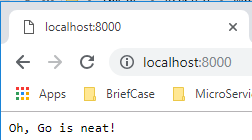 localhost:8000
localhost:8000
Apps BriefCase MicroServi
Oh, Go is neat!